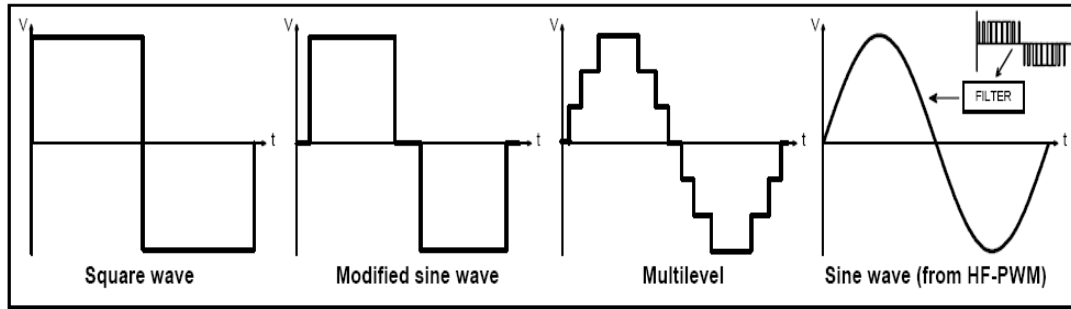 V
t
Square wave
V
t
Modified sine wave
V
t
Multilevel
V
t
FILTER
Sine wave (from HF-PWM)